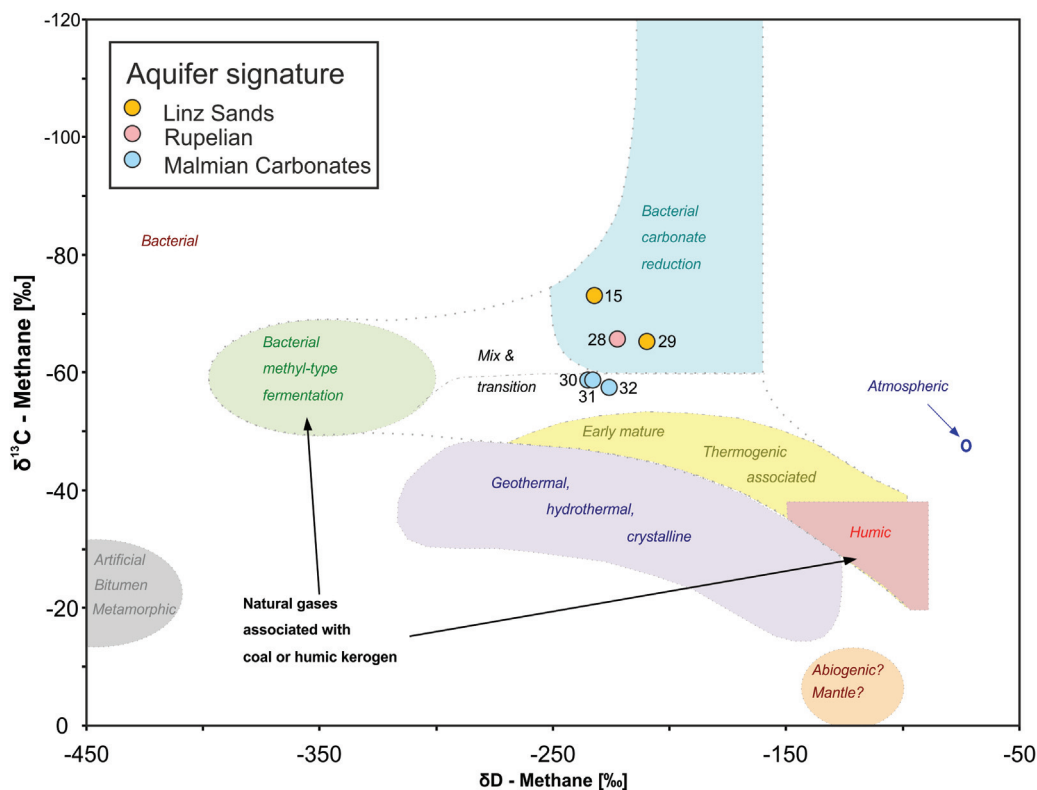 -120
-100
-80
-60
-40
-20
0
δ¹³C - Methane [‰]
Aquifer signature
Linz Sands
Rupelian
Malmian Carbonates
Bacterial
Bacterial
carbonate
reduction
15
28
29
30
31
32
Bacterial
methyl-type
fermentation
Mix &
transition
Atmospheric
Early mature
Thermogenic
associated
Geothermal,
hydrothermal,
crystalline
Humic
Artificial
Bitumen
Metamorphic
Natural gases
associated with
coal or humic kerogen
Abiogenic?
Mantle?
-450
-350
-250
-150
-50
δD - Methane [‰]